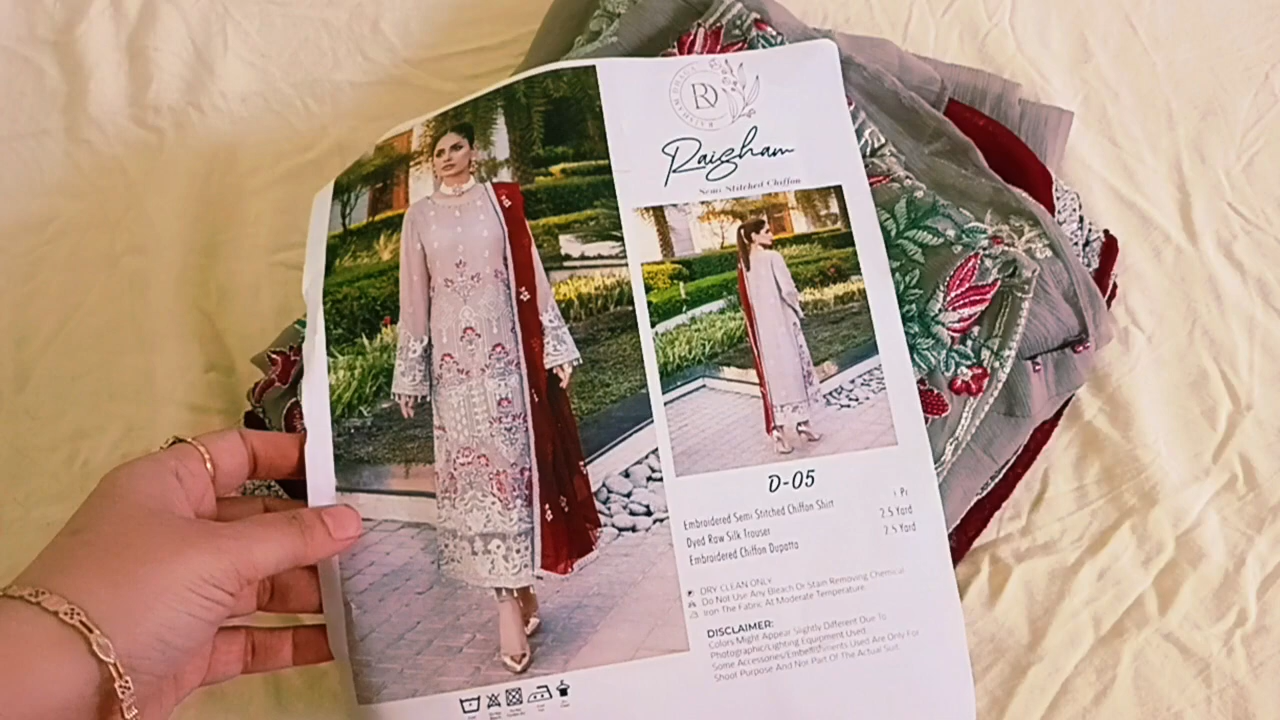 RD
Raisham
Semi Stitched Chiffon
D-05
Embroidered Semi Stitched Chiffon Shirt 1 Pc
Dyed Raw Silk Trouser 2.5 Yard
Embroidered Chiffon Dupatta 2.5 Yard
DRY CLEAN ONLY
Do Not Use Any Bleach Or Stain Removing Chemical
Iron The Fabric At Moderate Temperature
DISCLAIMER:
Colors Might Appear Slightly Different Due To
Photographic/Lighting Equipment Used
Some Accessories/Embellishments Used Are Only For
Shoot Purpose And Not Part Of The Actual Suit